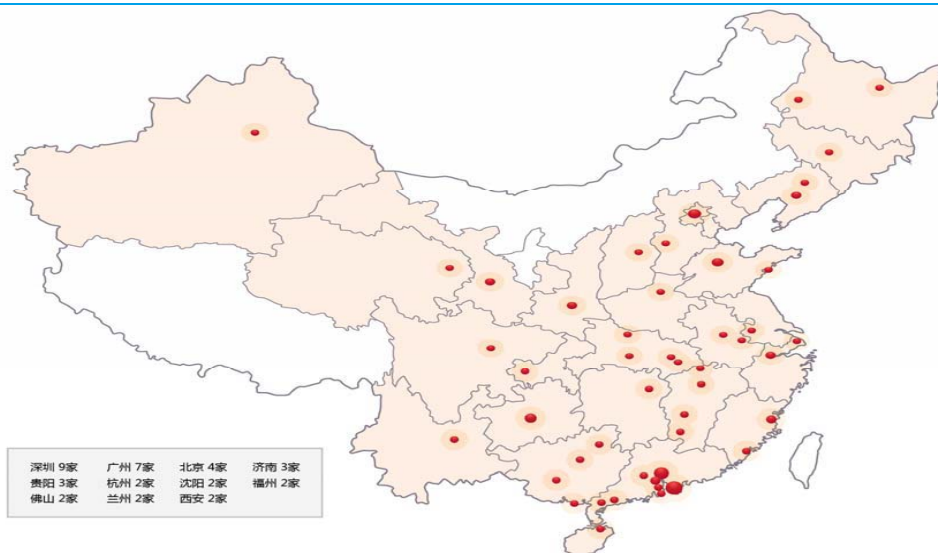 深圳 9家 广州 7家 北京 4家 济南 3家
贵阳 3家 杭州 2家 沈阳 2家 福州 2家
佛山 2家 兰州 2家 西安 2家